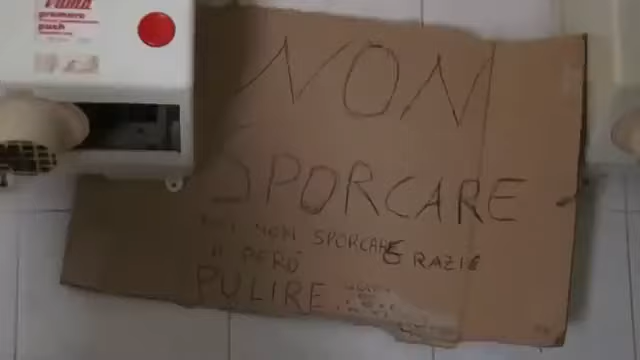 premere
push
NON
SPORCARE
NON SPORCARE GRAZIE
PERÒ
PULIRE